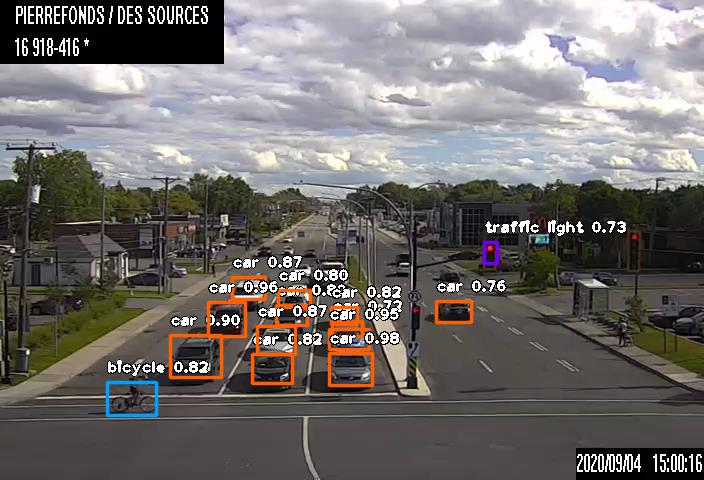 PIERREFONDS / DES SOURCES
16 918-416 *
traffic light 0.73
car 0.87
car 0.80
car 0.96
car 0.82
car 0.76
car 0.95
car 0.90
car 0.87
car 0.82
car 0.98
bicycle 0.82
2020/09/04 15:00:16